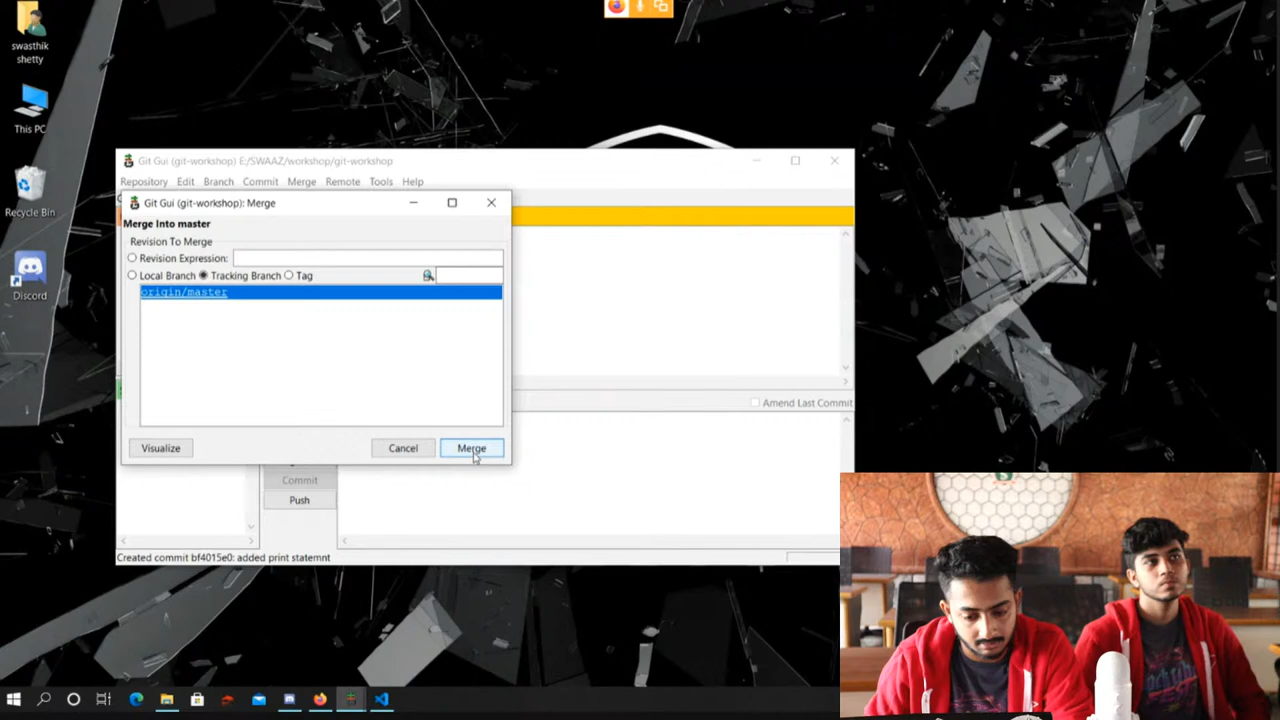 swasthik
shetty
This PC
Recycle Bin
Discord
Git Gui (git-workshop) E:/SWAAZ/workshop/git-workshop
Repository Edit Branch Commit Merge Remote Tools Help
Git Gui (git-workshop): Merge
Merge Into master
Revision To Merge
Revision Expression:
Local Branch Tracking Branch Tag
origin/master
Visualize Cancel Merge
Amend Last Commit
Commit
Push
Created commit bf4015e0: added print statemnt